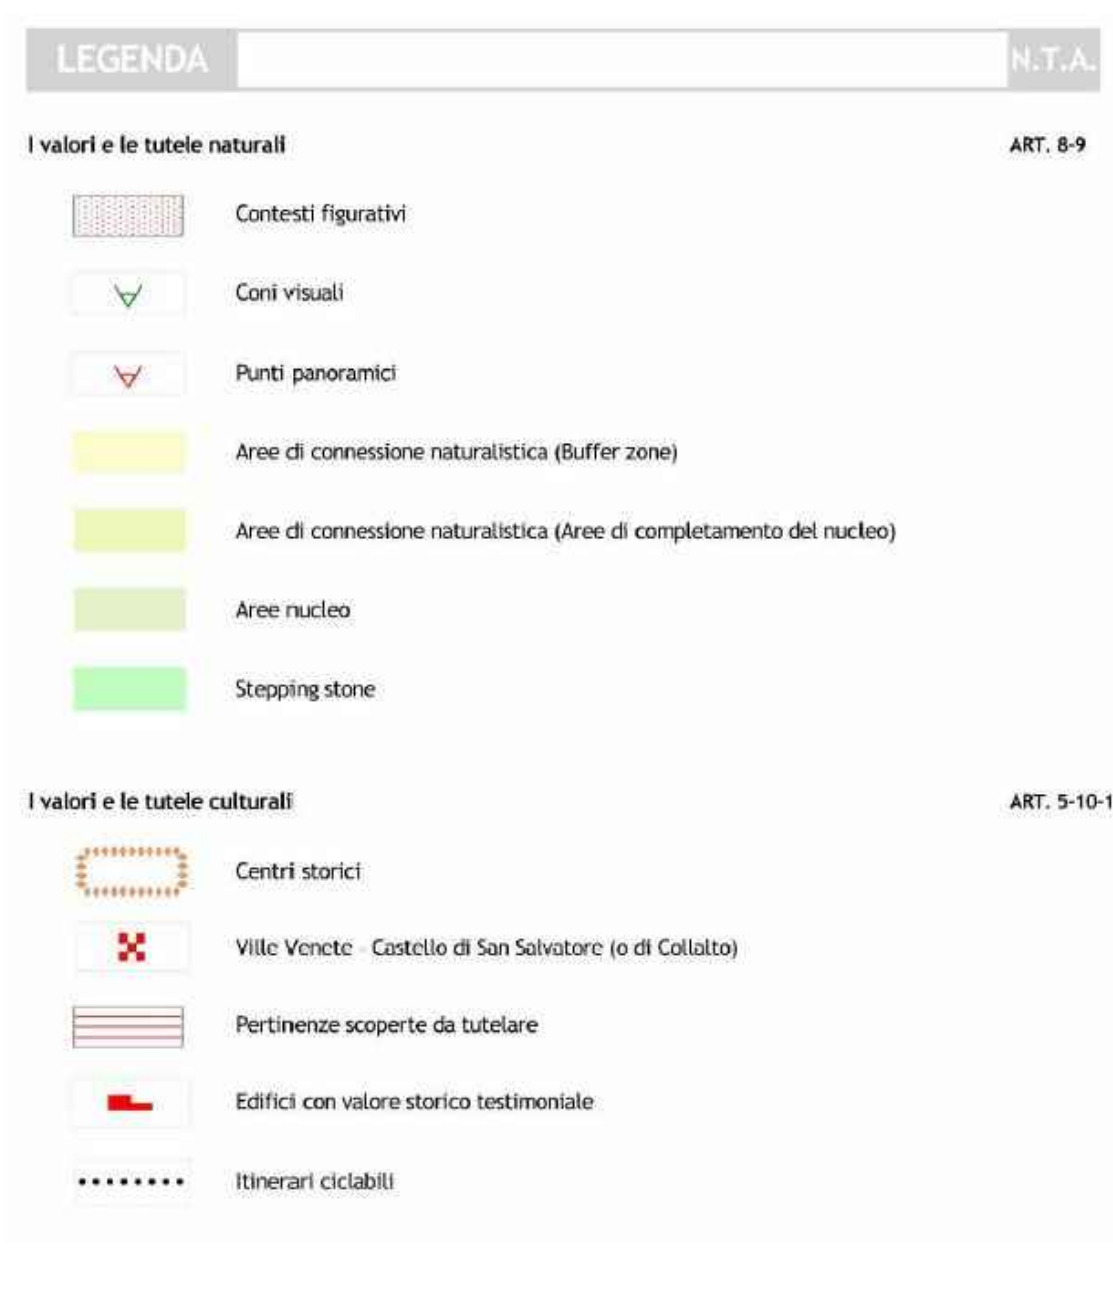 LEGENDA N.T.A.
I valori e le tutele naturali ART. 8-9
Contesti figurativi
Coni visuali
Punti panoramici
Aree di connessione naturalistica (Buffer zone)
Aree di connessione naturalistica (Aree di completamento del nucleo)
Aree nucleo
Stepping stone
I valori e le tutele culturali ART. 5-10-1
Centri storici
Ville Venete - Castello di San Salvatore (o di Collalto)
Pertinenze scoperte da tutelare
Edifici con valore storico testimoniale
Itinerari ciclabili